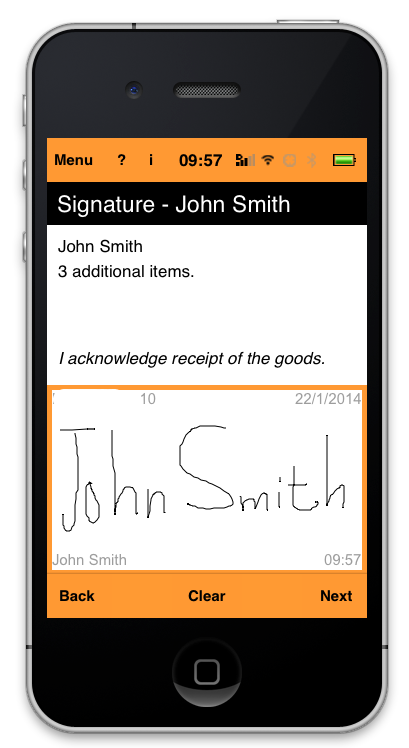 Menu ? i 09:57
Signature - John Smith
John Smith
3 additional items.
I acknowledge receipt of the goods.
10 22/1/2014
John Smith
John Smith 09:57
Back Clear Next